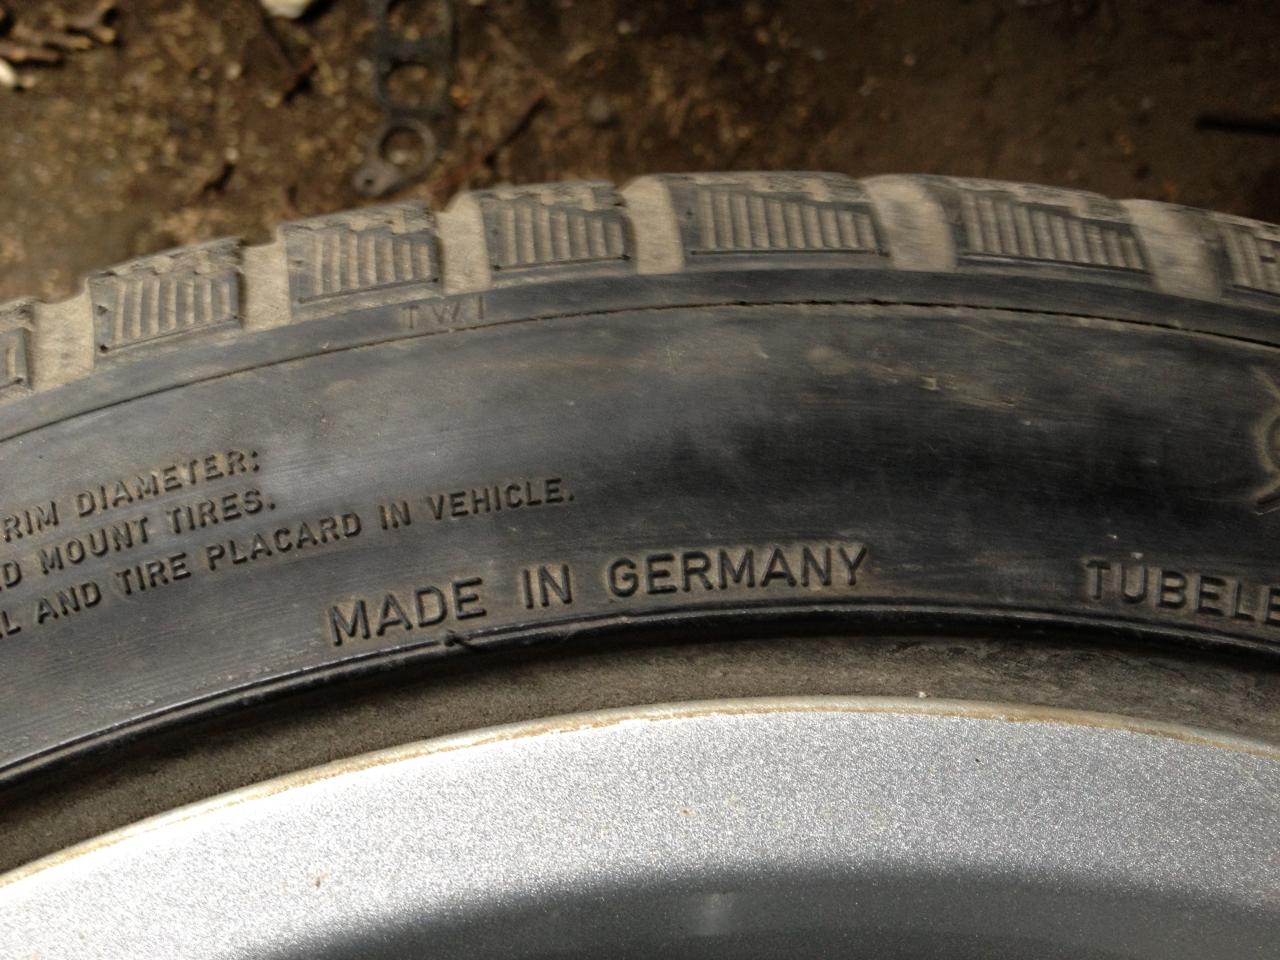 TWI
RIM DIAMETER:
D MOUNT TIRES.
L AND TIRE PLACARD IN VEHICLE.
MADE IN GERMANY
TUBELE